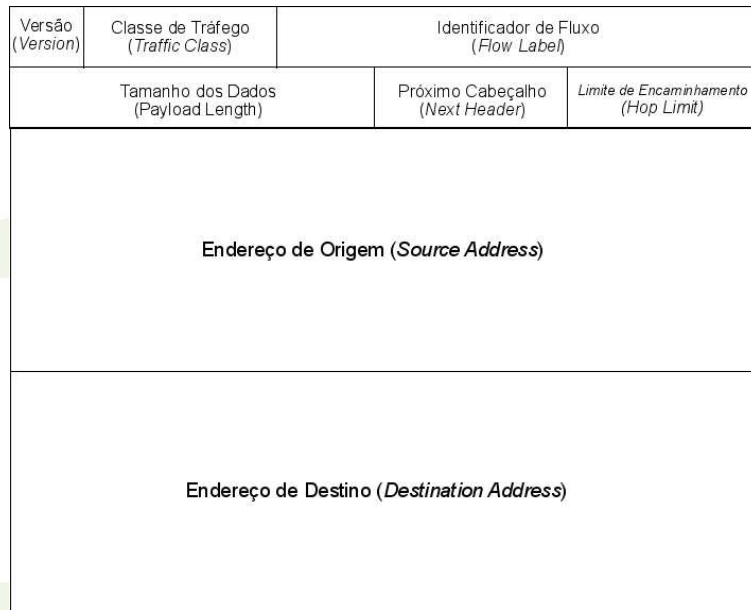 Versão
(Version)
Classe de Tráfego
(Traffic Class)
Identificador de Fluxo
(Flow Label)
Tamanho dos Dados
(Payload Length)
Próximo Cabeçalho
(Next Header)
Limite de Encaminhamento
(Hop Limit)
Endereço de Origem (Source Address)
Endereço de Destino (Destination Address)